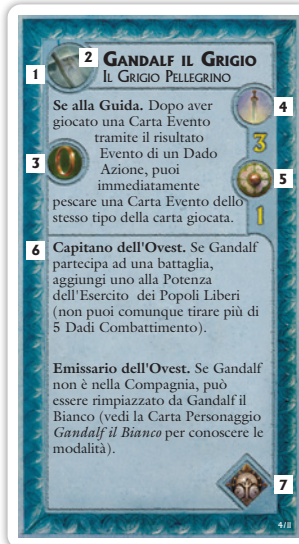 2 GANDALF IL GRIGIO
1 IL GRIGIO PELLEGRINO
Se alla Guida. Dopo aver
giocato una Carta Evento
4
tramite il risultato
3
Evento di un Dado
3
Azione, puoi
5
immediatamente
pescare una Carta Evento dello
stesso tipo della carta giocata.
1
6 Capitano dell'Ovest. Se Gandalf
partecipa ad una battaglia,
aggiungi uno alla Potenza
dell'Esercito dei Popoli Liberi
(non puoi comunque tirare più di
5 Dadi Combattimento).
Emissario dell'Ovest. Se Gandalf
non è nella Compagnia, può
essere rimpiazzato da Gandalf il
Bianco (vedi la Carta Personaggio
Gandalf il Bianco per conoscere le
modalità).
7
4/11